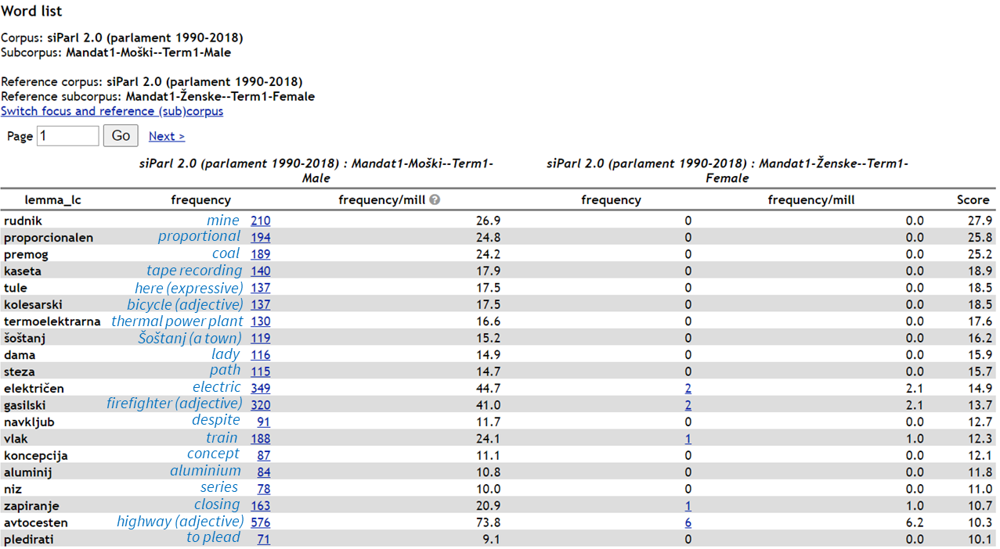 Word list
Corpus: siParl 2.0 (parlament 1990-2018)
Subcorpus: Mandat1-Moški--Term1-Male
Reference corpus: siParl 2.0 (parlament 1990-2018)
Reference subcorpus: Mandat1-Ženske--Term1-Female
Switch focus and reference (sub)corpus
Page 1 Go Next >
siParl 2.0 (parlament 1990-2018) : Mandat1-Moški--Term1- siParl 2.0 (parlament 1990-2018) : Mandat1-Ženske--Term1-
Male Female
lemma_lc frequency frequency/mill ? frequency frequency/mill Score
rudnik mine 210 26.9 0 0.0 27.9
proporcionalen proportional 194 24.8 0 0.0 25.8
premog coal 189 24.2 0 0.0 25.2
kaseta tape recording 140 17.9 0 0.0 18.9
tule here (expressive) 137 17.5 0 0.0 18.5
kolesarski bicycle (adjective) 137 17.5 0 0.0 18.5
termoelektrarna thermal power plant 130 16.6 0 0.0 17.6
šoštanj Šoštanj (a town) 119 15.2 0 0.0 16.2
dama lady 116 14.9 0 0.0 15.9
steza path 115 14.7 0 0.0 15.7
električen electric 349 44.7 2 2.1 14.9
gasilski firefighter (adjective) 320 41.0 2 2.1 13.7
navkljub despite 91 11.7 0 0.0 12.7
vlak train 188 24.1 1 1.0 12.3
koncepcija concept 87 11.1 0 0.0 12.1
aluminij aluminium 84 10.8 0 0.0 11.8
niz series 78 10.0 0 0.0 11.0
zapiranje closing 163 20.9 1 1.0 10.7
avtocesten highway (adjective) 576 73.8 6 6.2 10.3
pledirati to plead 71 9.1 0 0.0 10.1